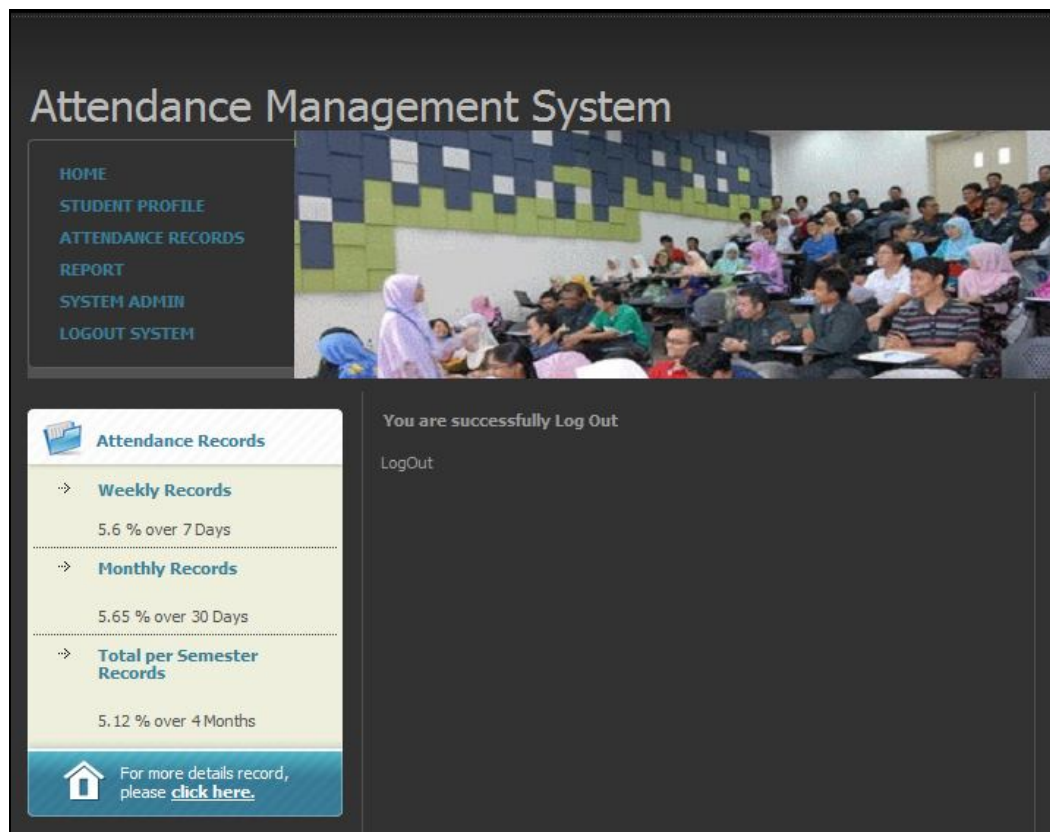 Attendance Management System
HOME
STUDENT PROFILE
ATTENDANCE RECORDS
REPORT
SYSTEM ADMIN
LOGOUT SYSTEM
Attendance Records
Weekly Records
5.6 % over 7 Days
Monthly Records
5.65 % over 30 Days
Total per Semester
Records
5.12 % over 4 Months
For more details record,
please click here.
You are successfully Log Out
LogOut